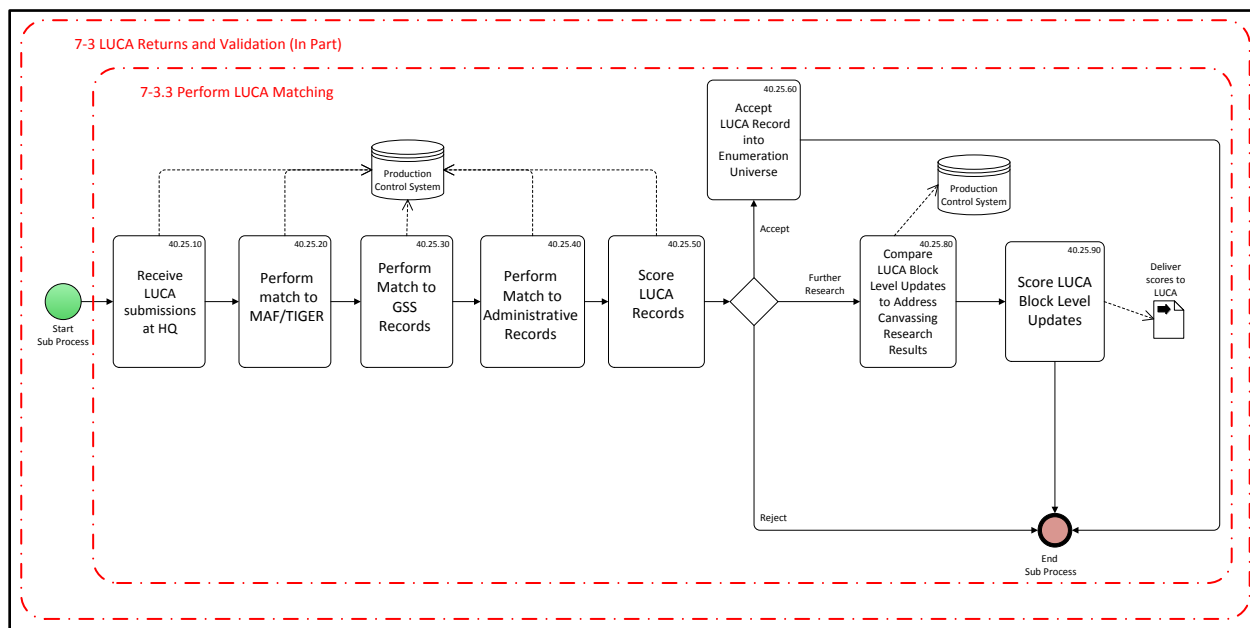 7-3 LUCA Returns and Validation (In Part)
7-3.3 Perform LUCA Matching
Start
Sub Process
40.25.10
Receive
LUCA
submissions
at HQ
40.25.20
Perform
match to
MAF/TIGER
40.25.30
Perform
Match to
GSS
Records
40.25.40
Perform
Match to
Administrative
Records
40.25.50
Score
LUCA
Records
Production
Control System
40.25.60
Accept
LUCA Record
into
Enumeration
Universe
Accept
Further
Research
Reject
Production
Control System
40.25.80
Compare
LUCA Block
Level Updates
to Address
Canvassing
Research
Results
40.25.90
Score LUCA
Block Level
Updates
Deliver
scores to
LUCA
End
Sub Process